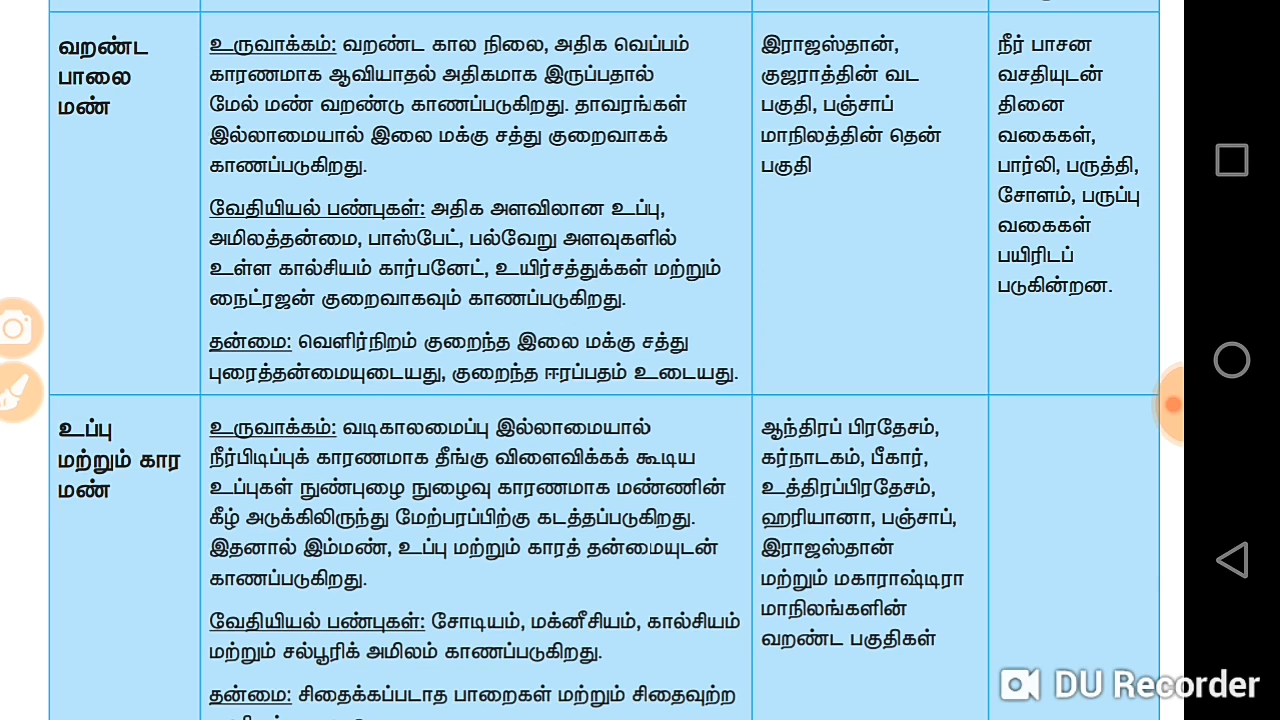 வறண்ட
பாலை
மண்
உருவாக்கம்: வறண்ட கால நிலை, அதிக வெப்பம்
காரணமாக ஆவியாதல் அதிகமாக இருப்பதால்
மேல் மண் வறண்டு காணப்படுகிறது. தாவரங்கள்
இல்லாமையால் இலை மக்கு சத்து குறைவாகக்
காணப்படுகிறது.
வேதியியல் பண்புகள்: அதிக அளவிலான உப்பு,
அமிலத்தன்மை, பாஸ்பேட், பல்வேறு அளவுகளில்
உள்ள கால்சியம் கார்பனேட், உயிர்சத்துக்கள் மற்றும்
நைட்ரஜன் குறைவாகவும் காணப்படுகிறது.
தன்மை: வெளிர்நிறம் குறைந்த இலை மக்கு சத்து
புரைத்தன்மையுடையது, குறைந்த ஈரப்பதம் உடையது.
இராஜஸ்தான்,
குஜராத்தின் வட
பகுதி, பஞ்சாப்
மாநிலத்தின் தென்
பகுதி
நீர் பாசன
வசதியுடன்
தினை
வகைகள்,
பார்லி, பருத்தி,
சோளம், பருப்பு
வகைகள்
பயிரிடப்
படுகின்றன.
உப்பு
மற்றும் கார
மண்
உருவாக்கம்: வடிகாலமைப்பு இல்லாமையால்
நீர்பிடிப்புக் காரணமாக தீங்கு விளைவிக்கக் கூடிய
உப்புகள் நுண்புழை நுழைவு காரணமாக மண்ணின்
கீழ் அடுக்கிலிருந்து மேற்பரப்பிற்கு கடத்தப்படுகிறது.
இதனால் இம்மண், உப்பு மற்றும் காரத் தன்மையுடன்
காணப்படுகிறது.
வேதியியல் பண்புகள்: சோடியம், மக்னீசியம், கால்சியம்
மற்றும் சல்பூரிக் அமிலம் காணப்படுகிறது.
தன்மை: சிதைக்கப்படாத பாறைகள் மற்றும் சிதைவுற்ற
ஆந்திரப் பிரதேசம்,
கர்நாடகம், பீகார்,
உத்திரப்பிரதேசம்,
ஹரியானா, பஞ்சாப்,
இராஜஸ்தான்
மற்றும் மகாராஷ்டிரா
மாநிலங்களின்
வறண்ட பகுதிகள்
DU Recorder